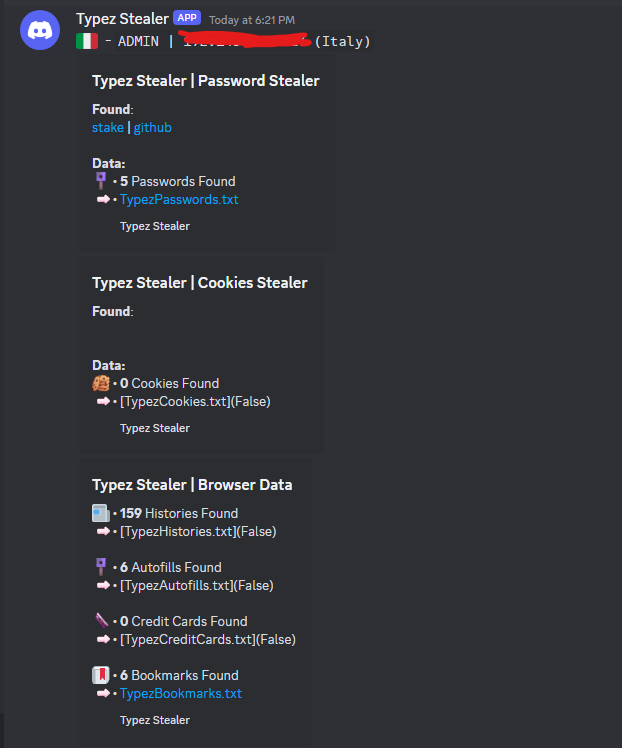 Typez Stealer APP Today at 6:21 PM
- ADMIN | (Italy)
Typez Stealer | Password Stealer
Found:
stake | github
Data:
• 5 Passwords Found
• TypezPasswords.txt
Typez Stealer
Typez Stealer | Cookies Stealer
Found:
Data:
• 0 Cookies Found
• [TypezCookies.txt](False)
Typez Stealer
Typez Stealer | Browser Data
• 159 Histories Found
• [TypezHistories.txt](False)
• 6 Autofills Found
• [TypezAutofills.txt](False)
• 0 Credit Cards Found
• [TypezCreditCards.txt](False)
• 6 Bookmarks Found
• TypezBookmarks.txt
Typez Stealer